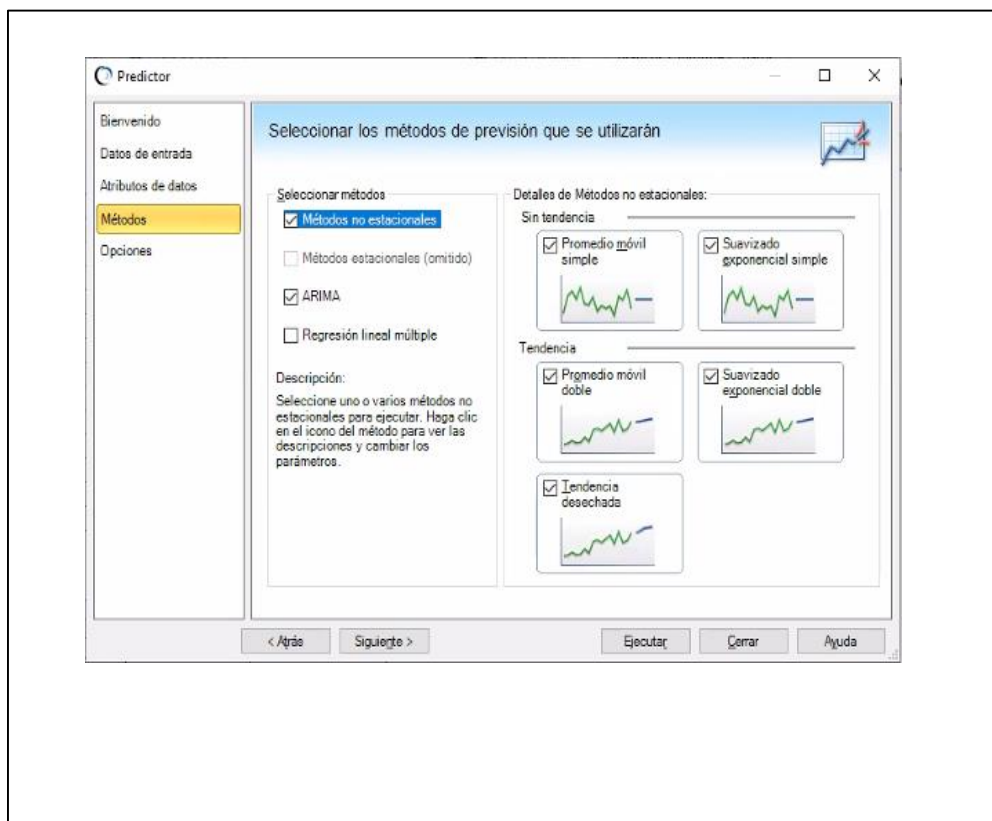 Predictor
Bienvenido
Datos de entrada
Atributos de datos
Métodos
Opciones
Seleccionar los métodos de previsión que se utilizarán
Seleccionar métodos
Métodos no estacionales
Métodos estacionales (omitido)
ARIMA
Regresión lineal múltiple
Descripción:
Seleccione uno o varios métodos no
estacionales para ejecutar. Haga clic
en el icono del método para ver las
descripciones y cambiar los
parámetros.
Detalles de Métodos no estacionales:
Sin tendencia
Promedio móvil
simple
Suavizado
exponencial simple
Tendencia
Promedio móvil
doble
Suavizado
exponencial doble
Tendencia
desechada
< Atrás
Siguiente >
Ejecutar
Cerrar
Ayuda